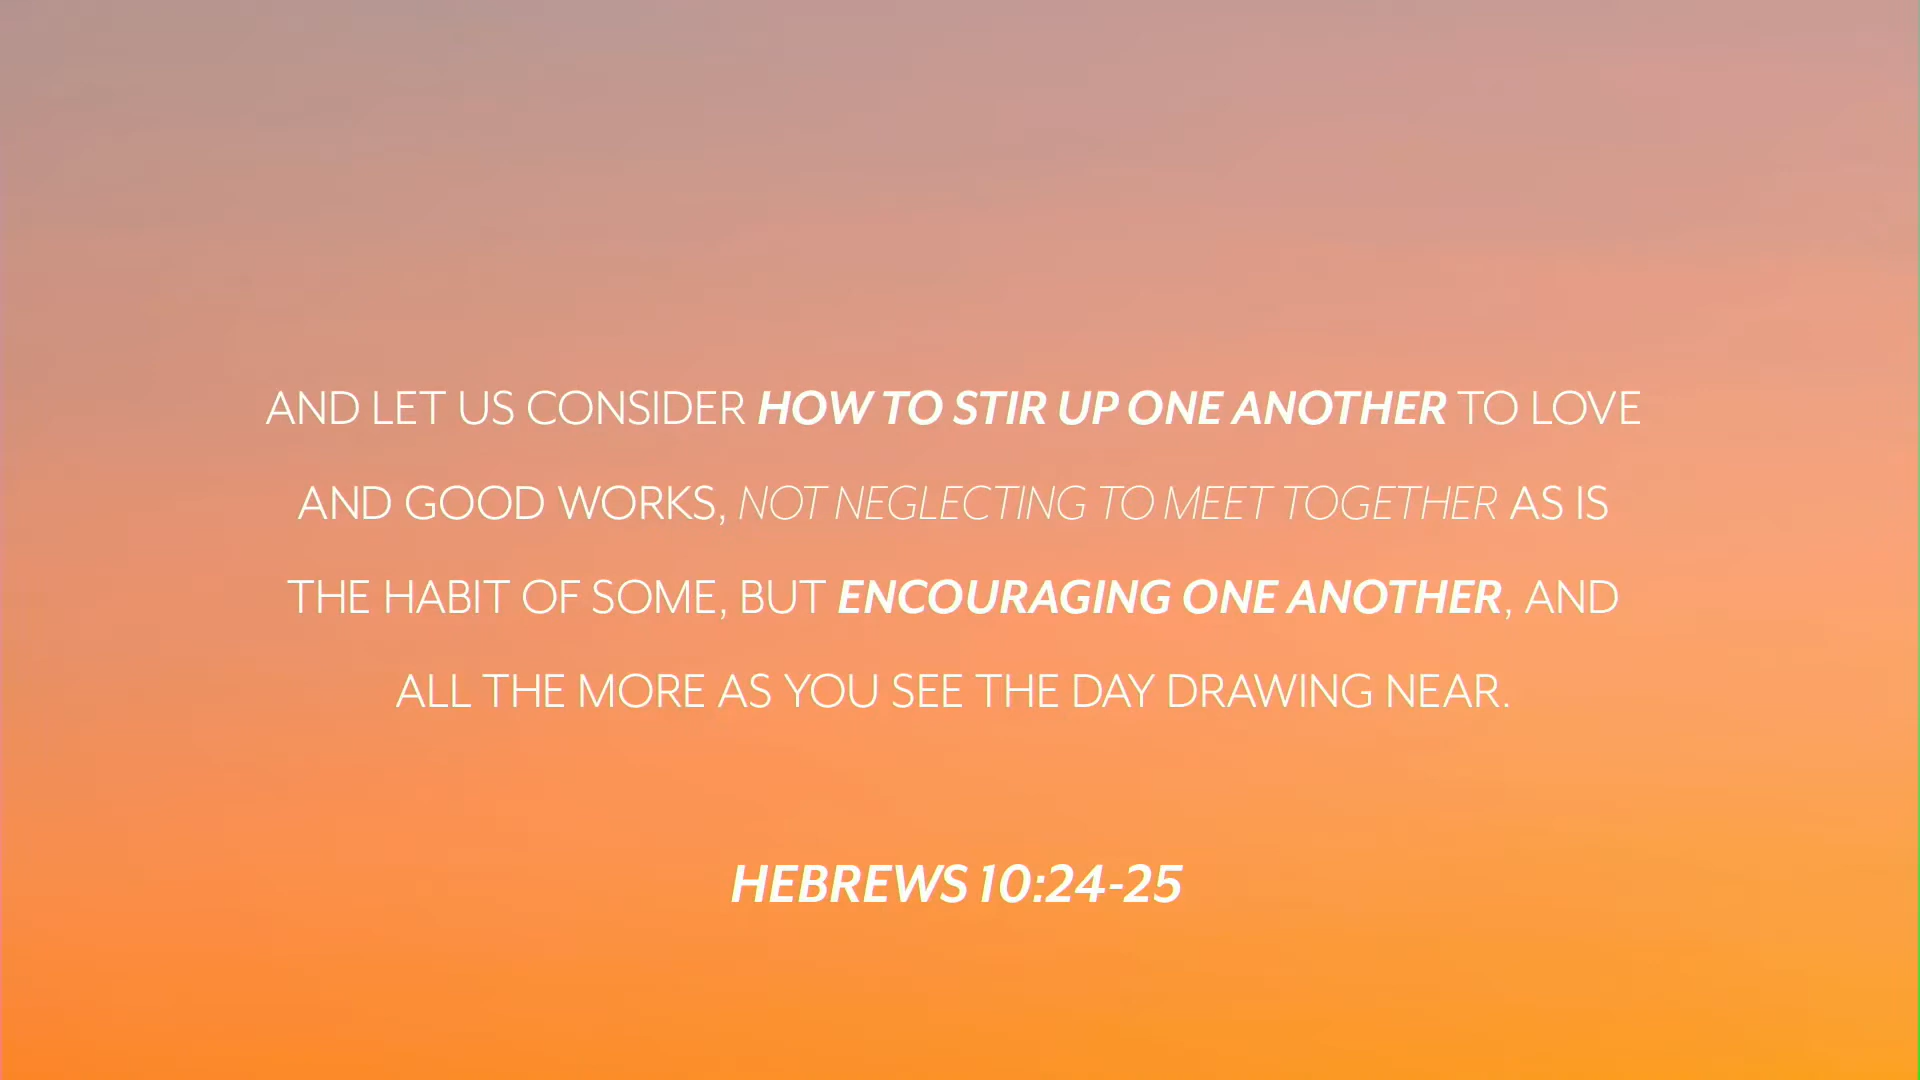 AND LET US CONSIDER HOW TO STIR UP ONE ANOTHER TO LOVE
AND GOOD WORKS, NOT NEGLECTING TO MEET TOGETHER AS IS
THE HABIT OF SOME, BUT ENCOURAGING ONE ANOTHER, AND
ALL THE MORE AS YOU SEE THE DAY DRAWING NEAR.
HEBREWS 10:24-25